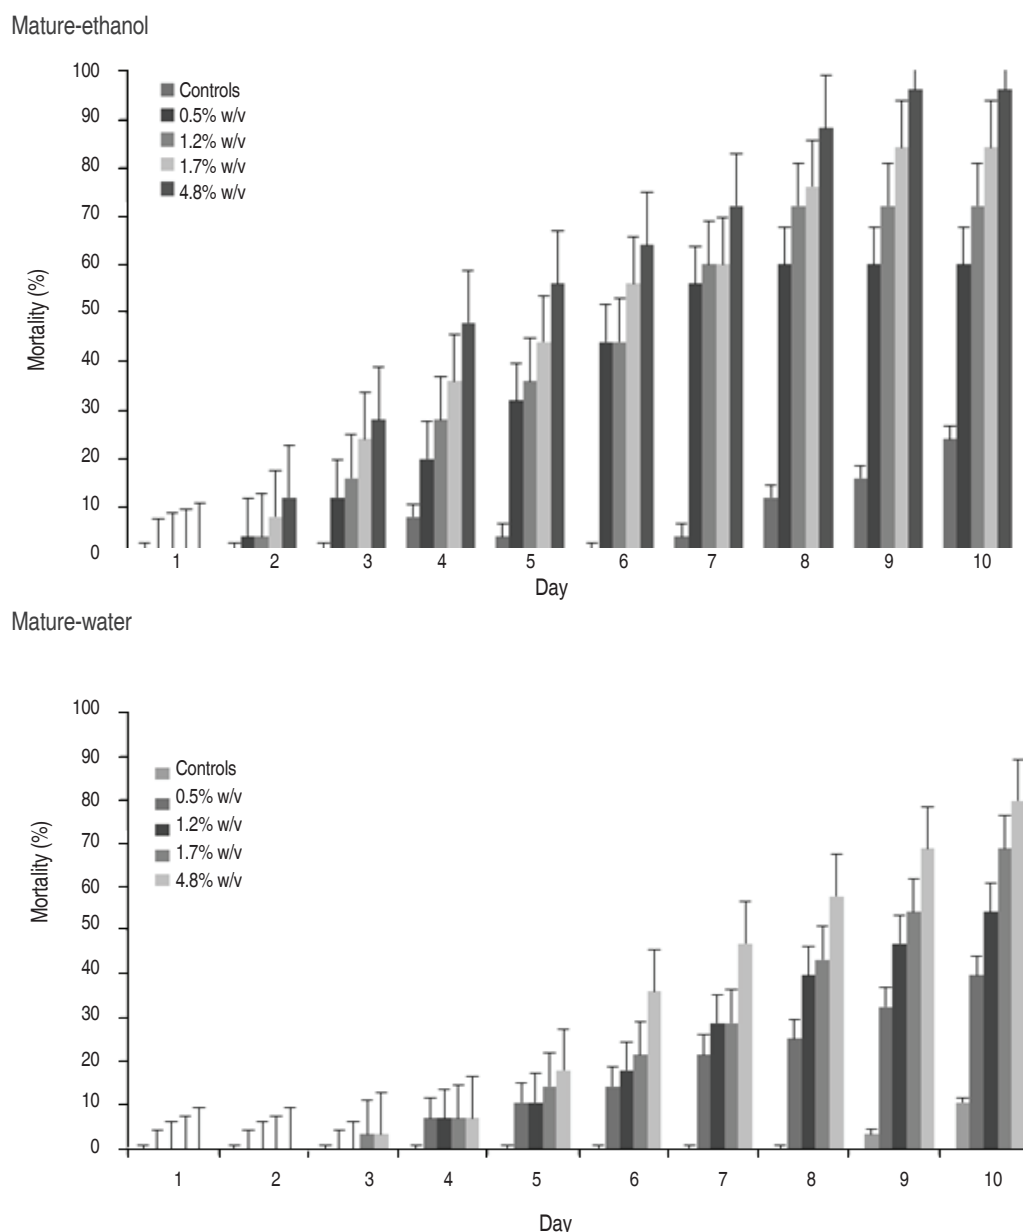 Mature-ethanol
100
90
80
70
60
50
40
30
20
10
0
Mortality (%)
Controls
0.5% w/v
1.2% w/v
1.7% w/v
4.8% w/v
1 2 3 4 5 6 7 8 9 10
Day
Mature-water
100
90
80
70
60
50
40
30
20
10
0
Mortality (%)
Controls
0.5% w/v
1.2% w/v
1.7% w/v
4.8% w/v
1 2 3 4 5 6 7 8 9 10
Day